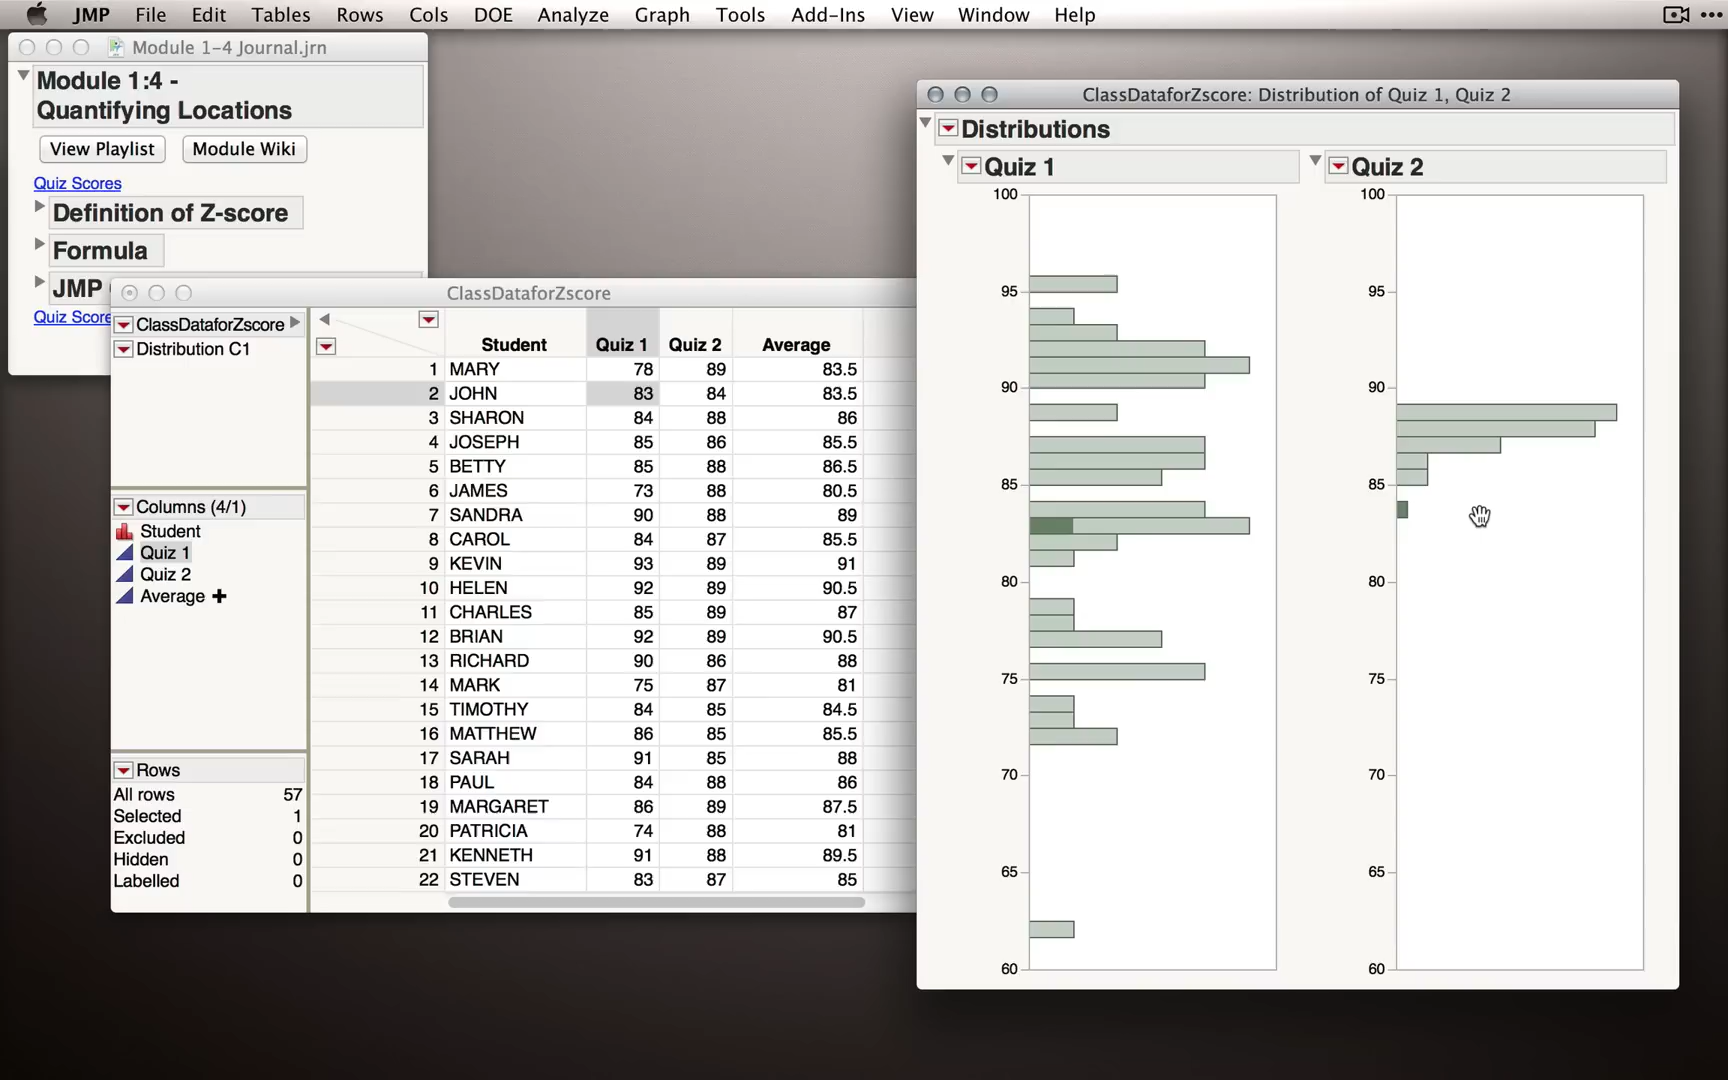 JMP File Edit Tables Rows Cols DOE Analyze Graph Tools Add-Ins View Window Help
Module 1-4 Journal.jrn
Module 1:4 -
Quantifying Locations
View Playlist Module Wiki
Quiz Scores
Definition of Z-score
Formula
JMP
Quiz Score
ClassDataforZscore
ClassDataforZscore
Distribution C1
Columns (4/1)
Student
Quiz 1
Quiz 2
Average
Rows
All rows 57
Selected 1
Excluded 0
Hidden 0
Labelled 0
Student Quiz 1 Quiz 2 Average
1 MARY 78 89 83.5
2 JOHN 83 84 83.5
3 SHARON 84 88 86
4 JOSEPH 85 86 85.5
5 BETTY 85 88 86.5
6 JAMES 73 88 80.5
7 SANDRA 90 88 89
8 CAROL 84 87 85.5
9 KEVIN 93 89 91
10 HELEN 92 89 90.5
11 CHARLES 85 89 87
12 BRIAN 92 89 90.5
13 RICHARD 90 86 88
14 MARK 75 87 81
15 TIMOTHY 84 85 84.5
16 MATTHEW 86 85 85.5
17 SARAH 91 85 88
18 PAUL 84 88 86
19 MARGARET 86 89 87.5
20 PATRICIA 74 88 81
21 KENNETH 91 88 89.5
22 STEVEN 83 87 85
ClassDataforZscore: Distribution of Quiz 1, Quiz 2
Distributions
Quiz 1
100
95
90
85
80
75
70
65
60
Quiz 2
100
95
90
85
80
75
70
65
60